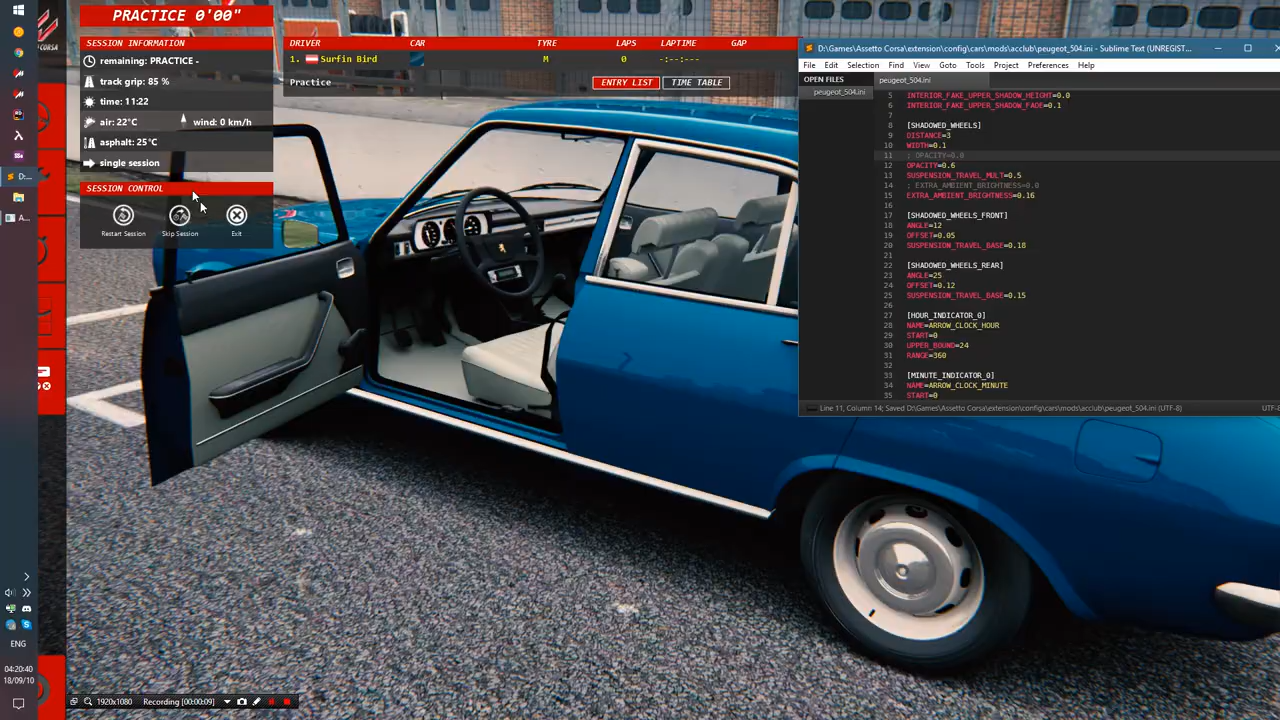 PRACTICE 0'00"
SESSION INFORMATION
remaining: PRACTICE -
track grip: 85 %
time: 11:22
air: 22°C wind: 0 km/h
asphalt: 25°C
single session
SESSION CONTROL
Restart Session Skip Session Exit
DRIVER CAR TYRE LAPS LAPTIME GAP
1. Surfin Bird M 0 -:--:---
Practice ENTRY LIST TIME TABLE
D:\Games\Assetto Corsa\extension\config\cars\mods\acclub\peugeot_504.ini - Sublime Text (UNREGIST...
File Edit Selection Find View Goto Tools Project Preferences Help
OPEN FILES
peugeot_504.ini
peugeot_504.ini
5 INTERIOR_FAKE_UPPER_SHADOW_HEIGHT=0.0
6 INTERIOR_FAKE_UPPER_SHADOW_FADE=0.1
7
8 [SHADOWED_WHEELS]
9 DISTANCE=3
10 WIDTH=0.1
11 ; OPACITY=0.0
12 OPACITY=0.6
13 SUSPENSION_TRAVEL_MULT=0.5
14 ; EXTRA_AMBIENT_BRIGHTNESS=0.0
15 EXTRA_AMBIENT_BRIGHTNESS=0.16
16
17 [SHADOWED_WHEELS_FRONT]
18 ANGLE=12
19 OFFSET=0.05
20 SUSPENSION_TRAVEL_BASE=0.18
21
22 [SHADOWED_WHEELS_REAR]
23 ANGLE=25
24 OFFSET=0.12
25 SUSPENSION_TRAVEL_BASE=0.15
26
27 [HOUR_INDICATOR_0]
28 NAME=ARROW_CLOCK_HOUR
29 START=0
30 UPPER_BOUND=24
31 RANGE=360
32
33 [MINUTE_INDICATOR_0]
34 NAME=ARROW_CLOCK_MINUTE
35 START=0
Line 11, Column 14; Saved D:\Games\Assetto Corsa\extension\config\cars\mods\acclub\peugeot_504.ini (UTF-8) UTF-8
D:...
A...
ENG
04:20:40
18/09/10
1920x1080 Recording [00:00:09]